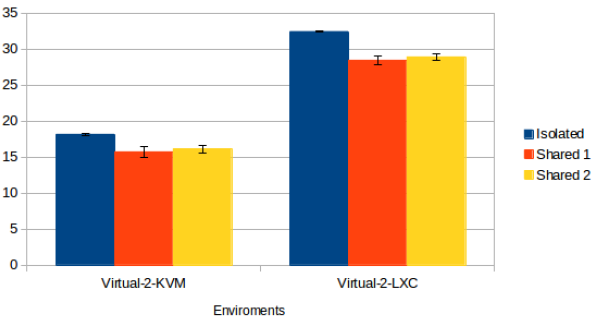 35
30
25
20
15
10
5
0
Virtual-2-KVM
Virtual-2-LXC
Enviroments
Isolated
Shared 1
Shared 2